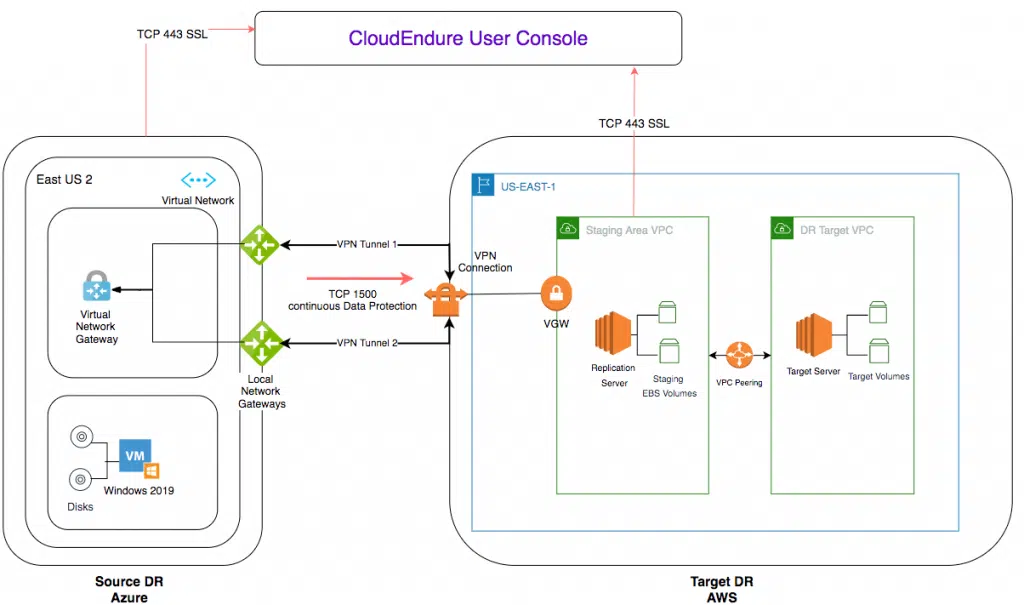 TCP 443 SSL
CloudEndure User Console
TCP 443 SSL
East US 2
Virtual Network
Virtual
Network
Gateway
VPN Tunnel 1
TCP 1500
continuous Data Protection
VPN Tunnel 2
Local
Network
Gateways
VM
Windows 2019
Disks
Source DR
Azure
VPN
Connection
US-EAST-1
VGW
Staging Area VPC
Replication
Server
Staging
EBS Volumes
VPC Peering
DR Target VPC
Target Server
Target Volumes
Target DR
AWS